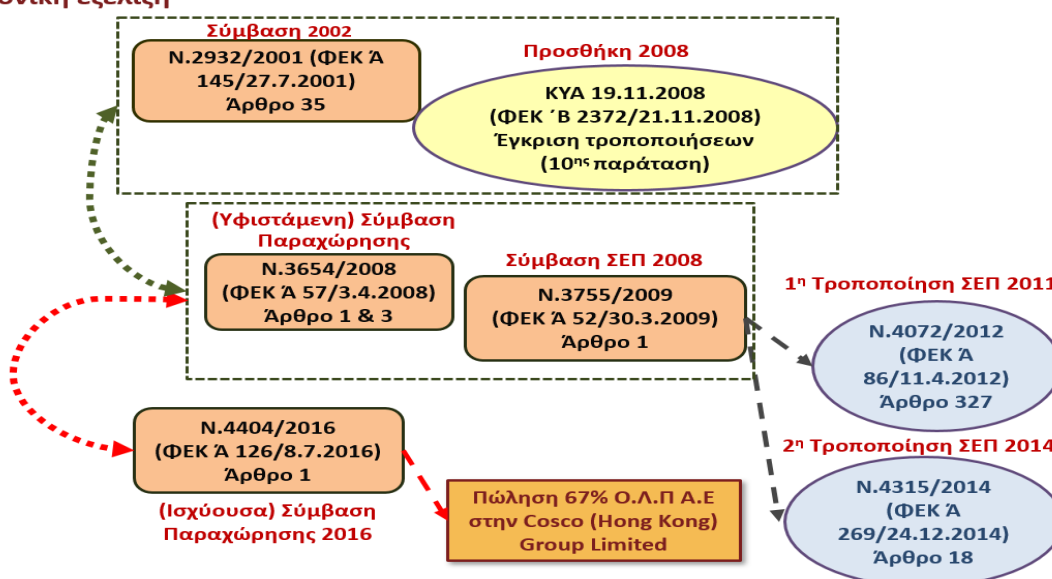 Σύμβαση 2002
Ν.2932/2001 (ΦΕΚ Ά
145/27.7.2001)
Άρθρο 35
Προσθήκη 2008
ΚΥΑ 19.11.2008
(ΦΕΚ ΄Β 2372/21.11.2008)
Έγκριση τροποποιήσεων
(10ης παράταση)
(Υφιστάμενη) Σύμβαση
Παραχώρησης
Ν.3654/2008
(ΦΕΚ Ά 57/3.4.2008)
Άρθρο 1 & 3
Σύμβαση ΣΕΠ 2008
Ν.3755/2009
(ΦΕΚ Ά 52/30.3.2009)
Άρθρο 1
1η Τροποποίηση ΣΕΠ 2011
Ν.4072/2012
(ΦΕΚ Ά
86/11.4.2012)
Άρθρο 327
2η Τροποποίηση ΣΕΠ 2014
Ν.4315/2014
(ΦΕΚ Ά
269/24.12.2014)
Άρθρο 18
Ν.4404/2016
(ΦΕΚ Ά 126/8.7.2016)
Άρθρο 1
(Ισχύουσα) Σύμβαση
Παραχώρησης 2016
Πώληση 67% Ο.Λ.Π Α.Ε
στην Cosco (Hong Kong)
Group Limited